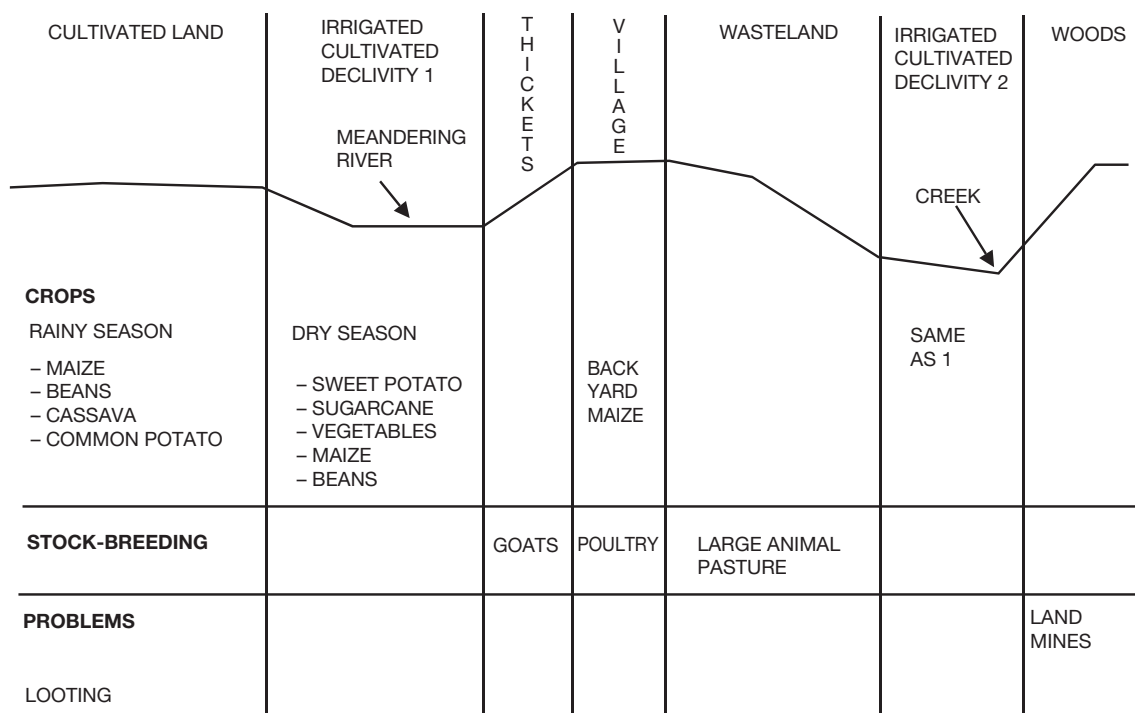 CULTIVATED LAND
IRRIGATED
CULTIVATED
DECLIVITY 1
THICKETS
VILLAGE
WASTELAND
IRRIGATED
CULTIVATED
DECLIVITY 2
WOODS
MEANDERING
RIVER
CREEK
CROPS
RAINY SEASON
– MAIZE
– BEANS
– CASSAVA
– COMMON POTATO
DRY SEASON
– SWEET POTATO
– SUGARCANE
– VEGETABLES
– MAIZE
– BEANS
BACK
YARD
MAIZE
SAME
AS 1
STOCK-BREEDING
GOATS
POULTRY
LARGE ANIMAL
PASTURE
PROBLEMS
LAND
MINES
LOOTING